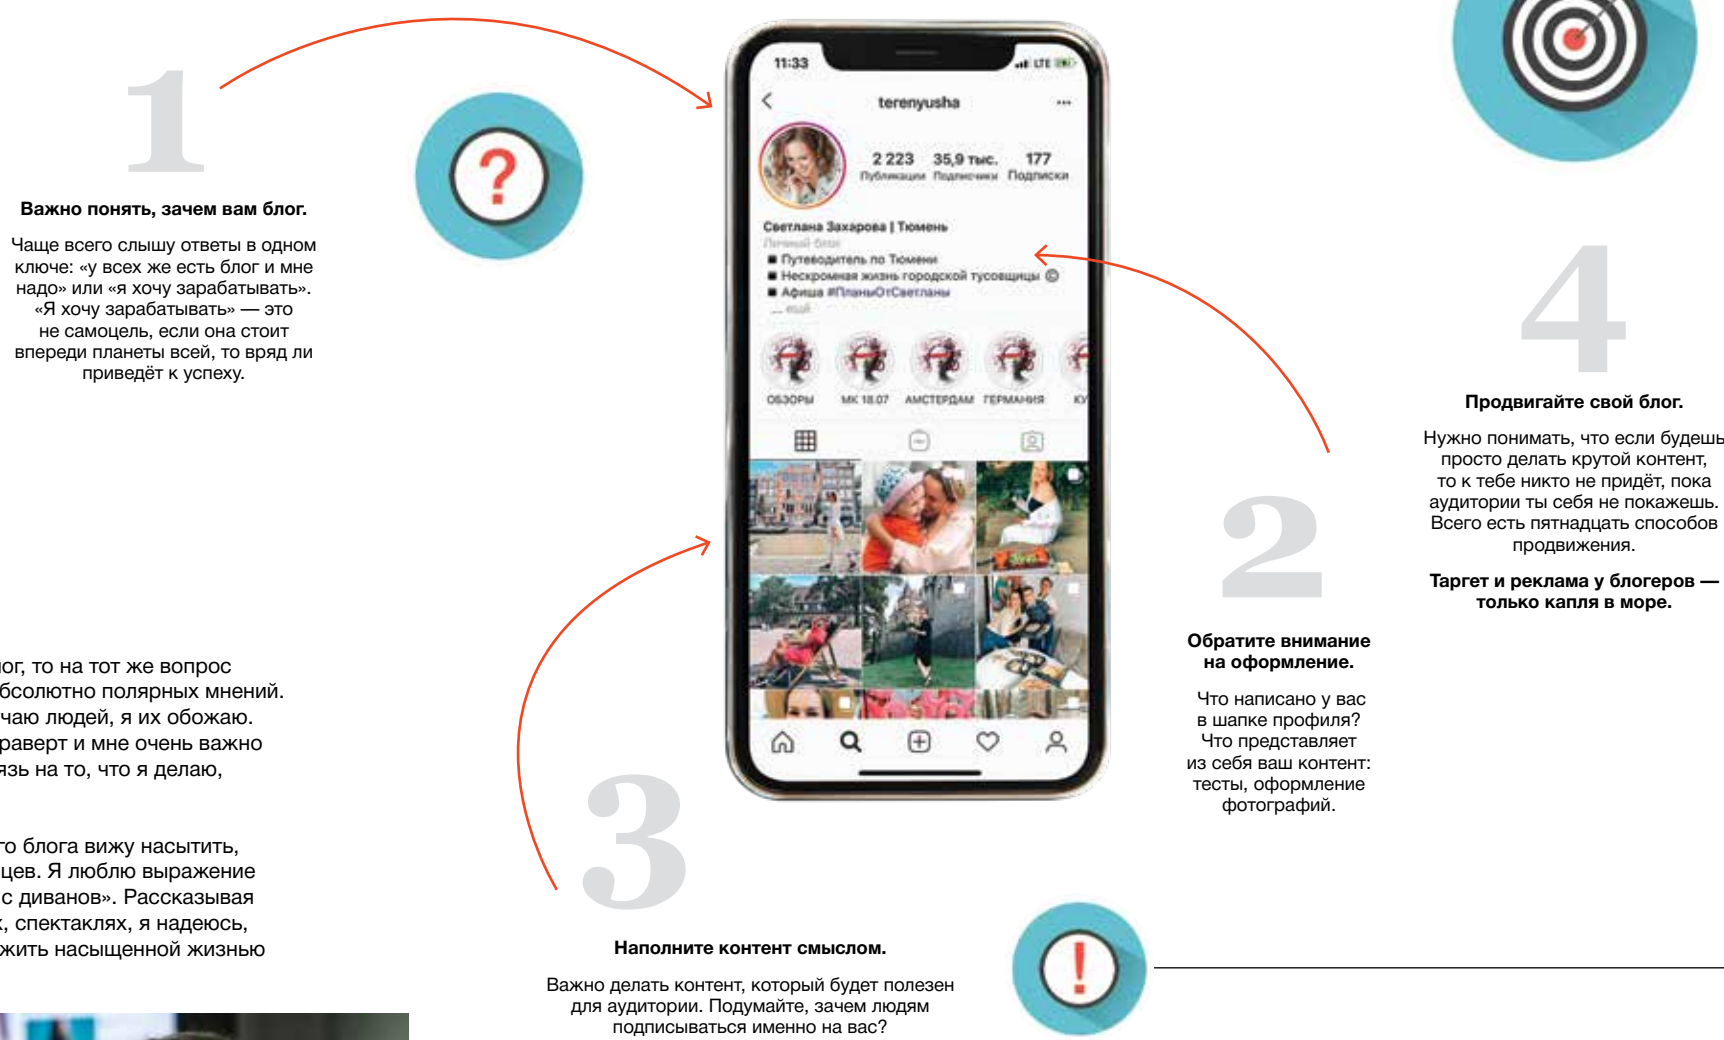 1
Важно понять, зачем вам блог.
Чаще всего слышу ответы в одном
ключе: «у всех же есть блог и мне
надо» или «я хочу зарабатывать».
«Я хочу зарабатывать» — это
не самоцель, если она стоит
впереди планеты всей, то вряд ли
приведёт к успеху.
?
11:33
LTE
terenyusha
2 223 35,9 тыс. 177
Публикации Подписчики Подписки
Светлана Захарова | Тюмень
Личный блог
Путеводитель по Тюмени
Нескромная жизнь городской тусовщицы ©
Афиша #ПланыОтСветланы
... ещё
ОБЗОРЫ МК 18.07 АМСТЕРДАМ ГЕРМАНИЯ КУ
2
Обратите внимание
на оформление.
Что написано у вас
в шапке профиля?
Что представляет
из себя ваш контент:
тесты, оформление
фотографий.
3
Наполните контент смыслом.
Важно делать контент, который будет полезен
для аудитории. Подумайте, зачем людям
подписываться именно на вас?
!
4
Продвигайте свой блог.
Нужно понимать, что если будешь
просто делать крутой контент,
то к тебе никто не придёт, пока
аудитории ты себя не покажешь.
Всего есть пятнадцать способов
продвижения.
Таргет и реклама у блогеров —
только капля в море.
ог, то на тот же вопрос
бсолютно полярных мнений.
чаю людей, я их обожаю.
раверт и мне очень важно
язь на то, что я делаю,
го блога вижу насытить,
цев. Я люблю выражение
с диванов». Рассказывая
х, спектаклях, я надеюсь,
жить насыщенной жизнью